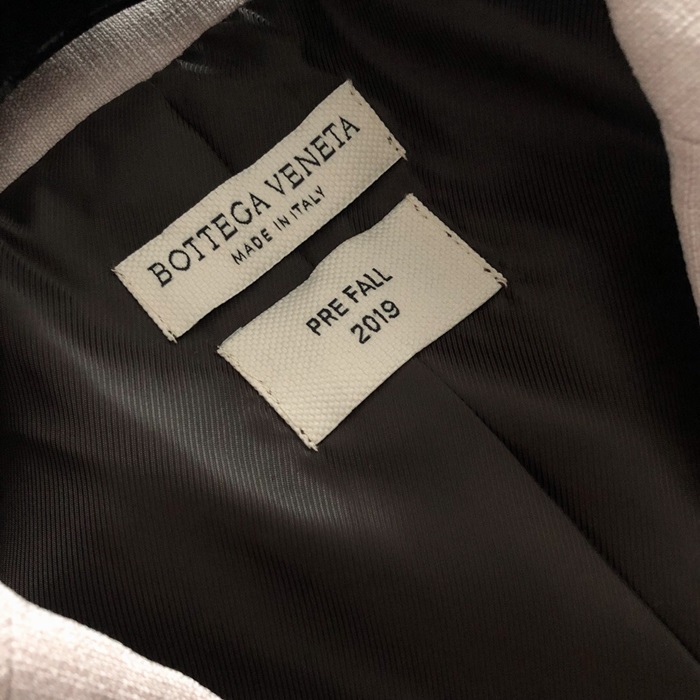 BOTTEGA VENETA
MADE IN ITALY
PRE FALL
2019